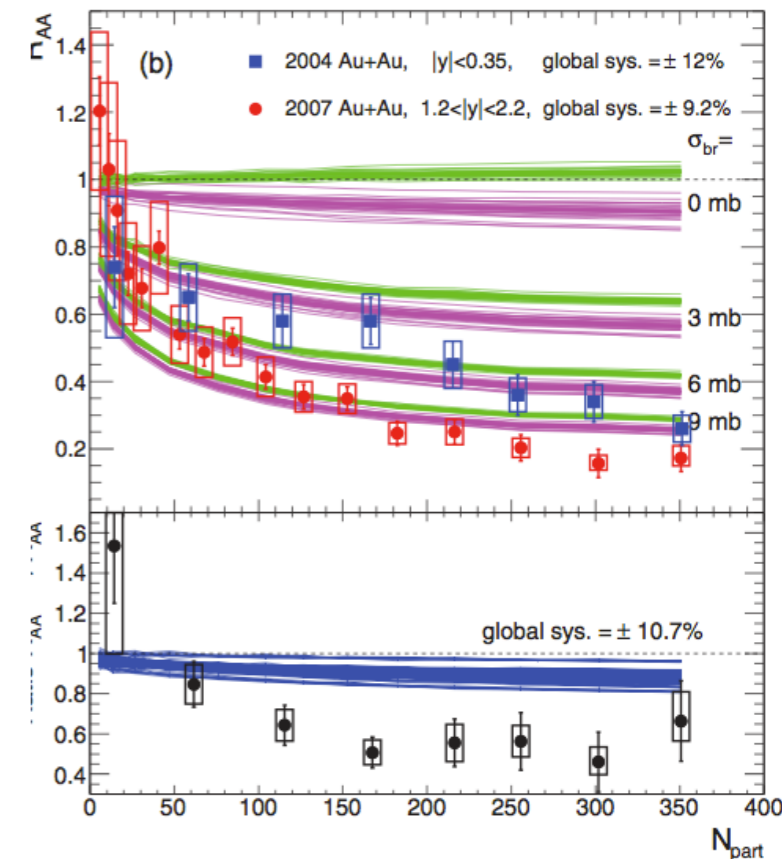 1.4
(b)
2004 Au+Au, |y|<0.35, global sys. = ± 12%
2007 Au+Au, 1.2<|y|<2.2, global sys. = ± 9.2%
1.2
σbr=
1
0 mb
0.8
0.6
3 mb
0.4
6 mb
9 mb
0.2
1.6
1.4
1.2
global sys. = ± 10.7%
1
0.8
0.6
0.4
0 50 100 150 200 250 300 350 400
Npart